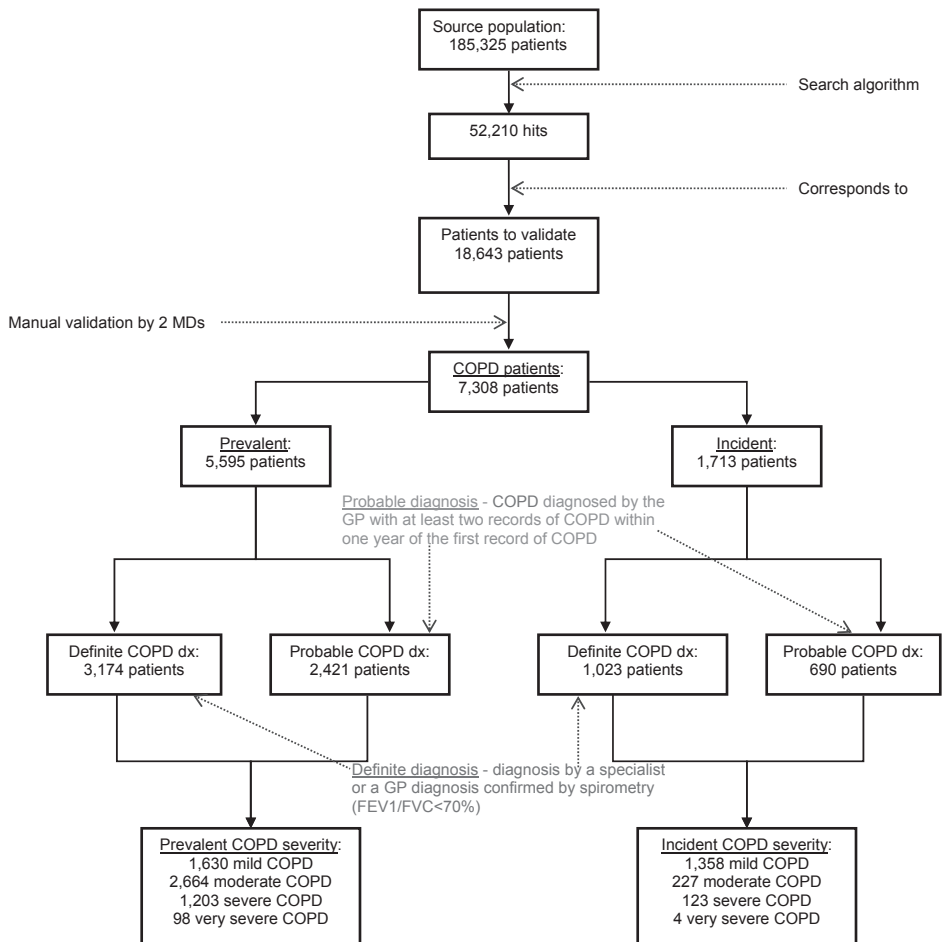 Source population:
185,325 patients
Search algorithm
52,210 hits
Corresponds to
Patients to validate
18,643 patients
Manual validation by 2 MDs
COPD patients:
7,308 patients
Prevalent:
5,595 patients
Incident:
1,713 patients
Probable diagnosis - COPD diagnosed by the
GP with at least two records of COPD within
one year of the first record of COPD
Definite COPD dx:
3,174 patients
Probable COPD dx:
2,421 patients
Definite COPD dx:
1,023 patients
Probable COPD dx:
690 patients
Definite diagnosis - diagnosis by a specialist
or a GP diagnosis confirmed by spirometry
(FEV1/FVC<70%)
Prevalent COPD severity:
1,630 mild COPD
2,664 moderate COPD
1,203 severe COPD
98 very severe COPD
Incident COPD severity:
1,358 mild COPD
227 moderate COPD
123 severe COPD
4 very severe COPD